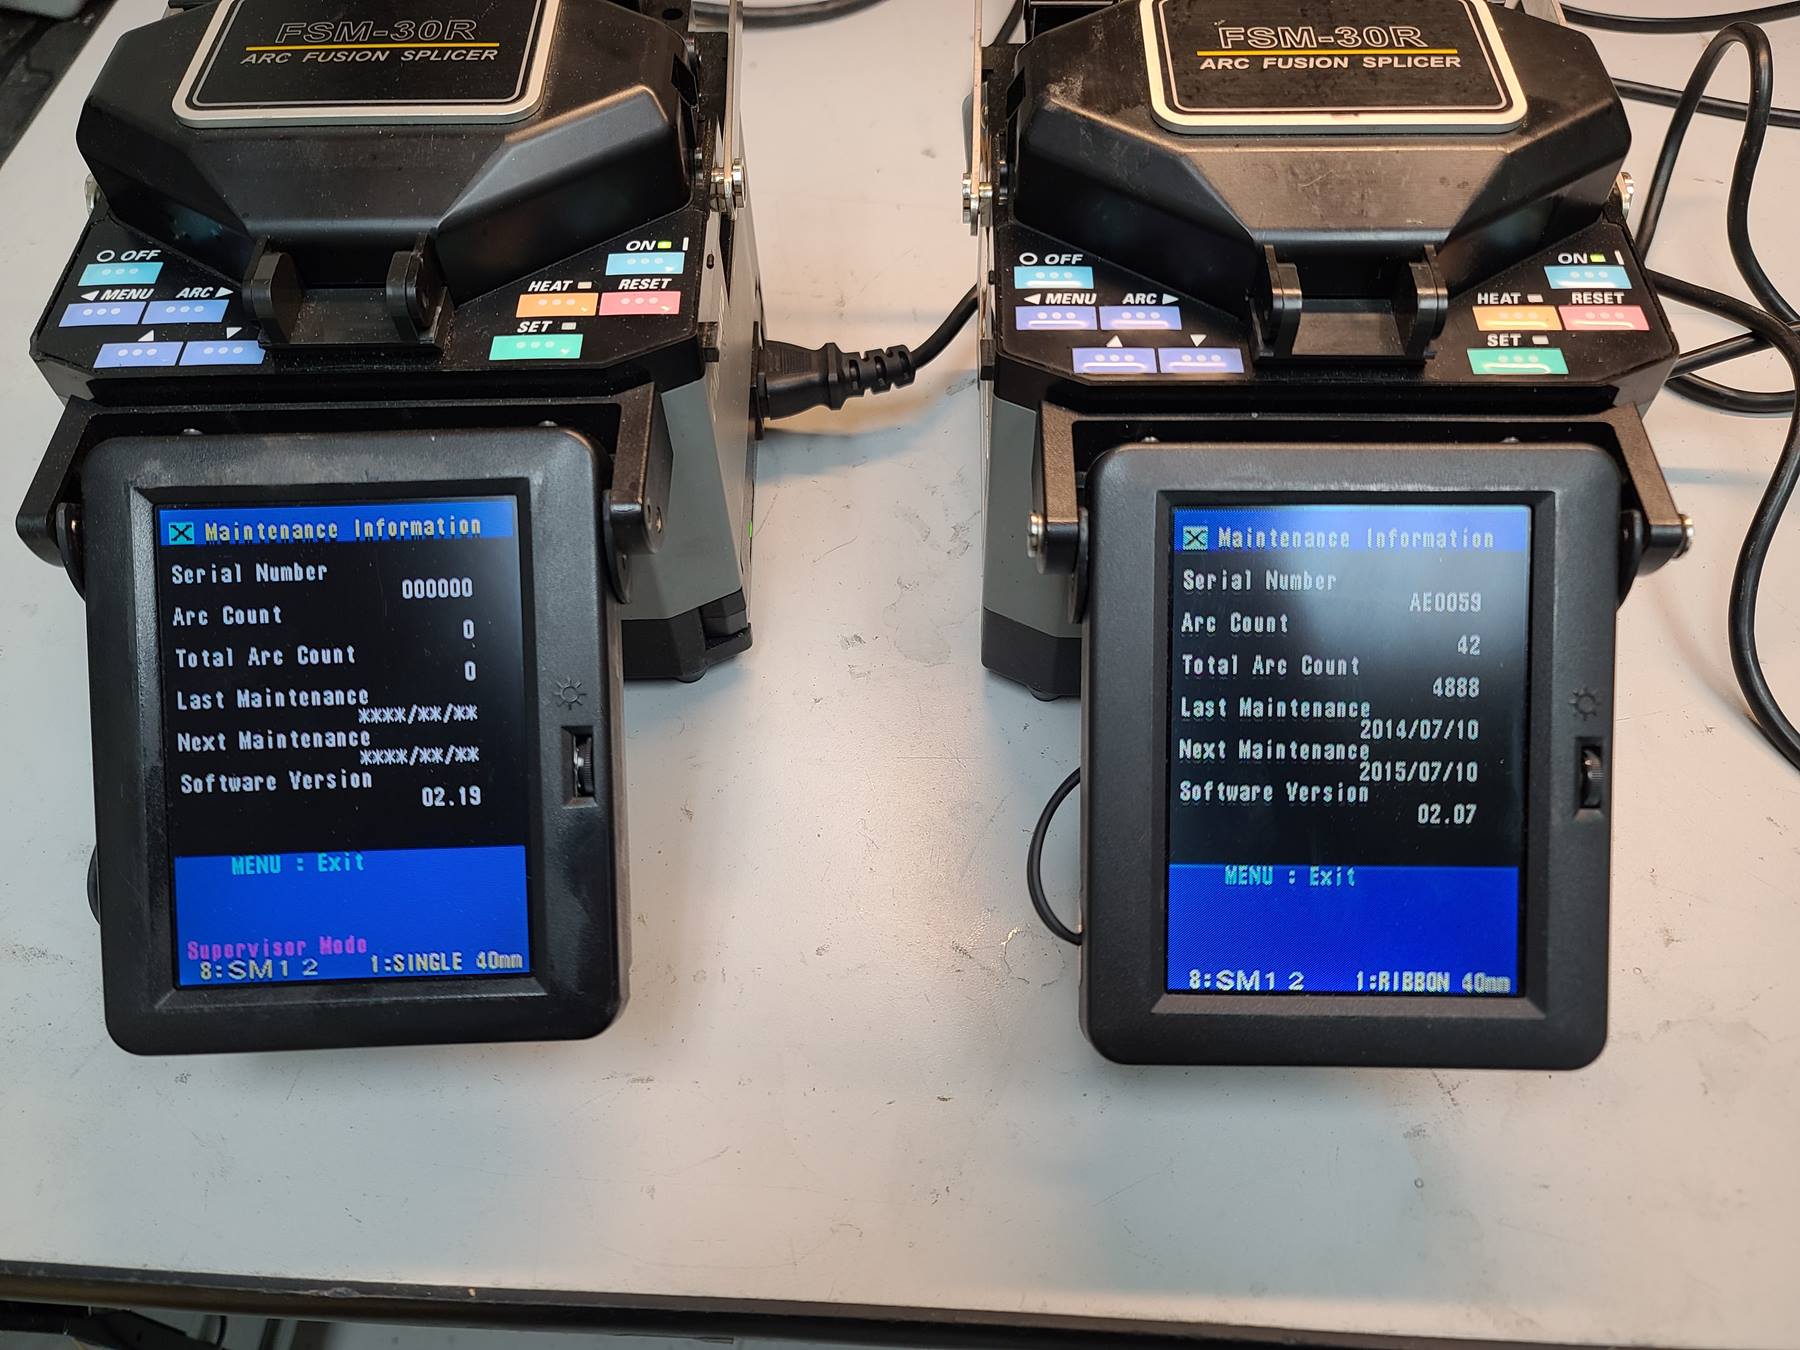 FSM-30R
ARC FUSION SPLICER
OFF
ON
MENU ARC
HEAT RESET
SET
Maintenance Information
Serial Number
000000
Arc Count
0
Total Arc Count
0
Last Maintenance
****/**/**
Next Maintenance
****/**/**
Software Version
02.19
MENU : Exit
Supervisor Mode
8:SM1 2 1:SINGLE 40mm
FSM-30R
ARC FUSION SPLICER
OFF
ON
MENU ARC
HEAT RESET
SET
Maintenance Information
Serial Number
AE0059
Arc Count
42
Total Arc Count
4888
Last Maintenance
2014/07/10
Next Maintenance
2015/07/10
Software Version
02.07
MENU : Exit
8:SM1 2 1:RIBBON 40mm